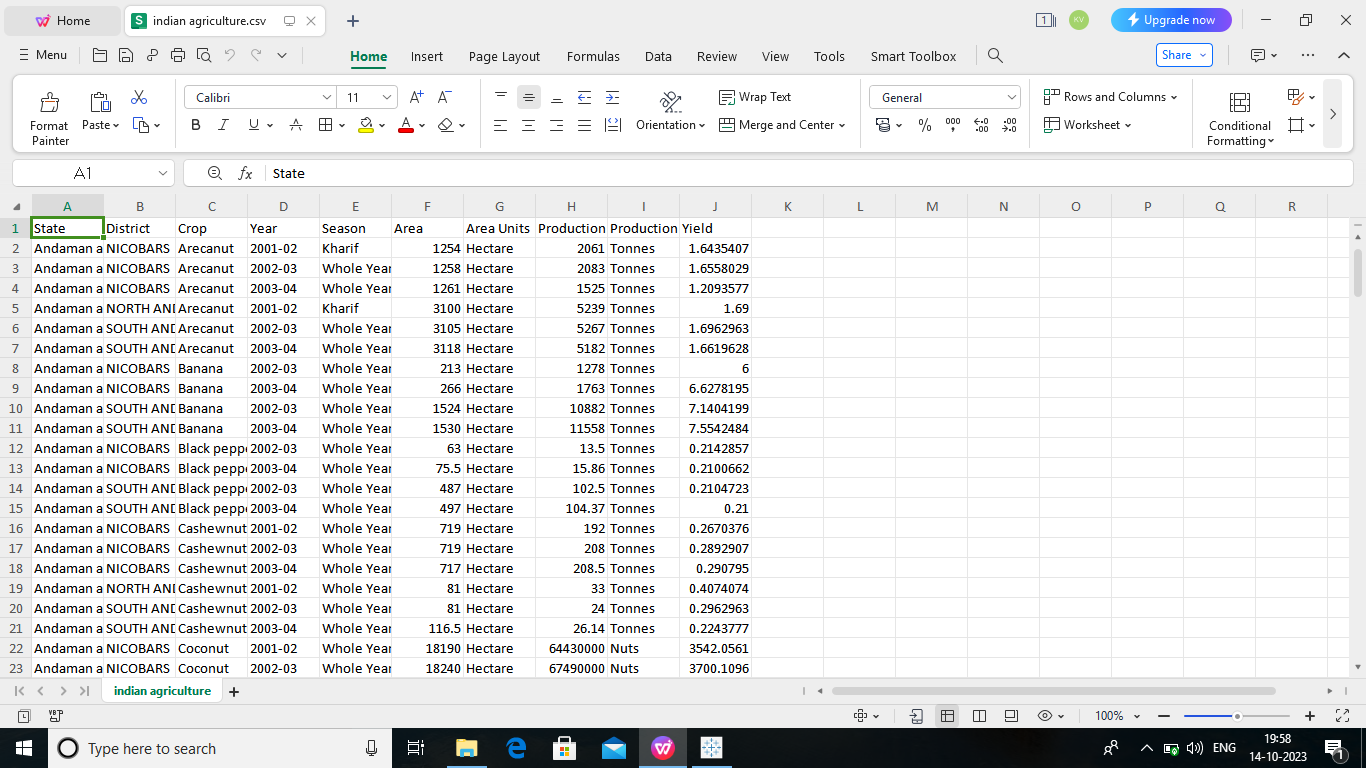 Home
indian agriculture.csv
1
KV
Upgrade now
Menu
Home Insert Page Layout Formulas Data Review View Tools Smart Toolbox
Share
Format Painter
Paste
Calibri 11
Wrap Text
Orientation
Merge and Center
General
Rows and Columns
Worksheet
Conditional Formatting
A1 fx State
A B C D E F G H I J K L M N O P Q R
1 State District Crop Year Season Area Area Units Production Production Yield
2 Andaman a NICOBARS Arecanut 2001-02 Kharif 1254 Hectare 2061 Tonnes 1.6435407
3 Andaman a NICOBARS Arecanut 2002-03 Whole Year 1258 Hectare 2083 Tonnes 1.6558029
4 Andaman a NICOBARS Arecanut 2003-04 Whole Year 1261 Hectare 1525 Tonnes 1.2093577
5 Andaman a NORTH AND Arecanut 2001-02 Kharif 3100 Hectare 5239 Tonnes 1.69
6 Andaman a SOUTH AND Arecanut 2002-03 Whole Year 3105 Hectare 5267 Tonnes 1.6962963
7 Andaman a SOUTH AND Arecanut 2003-04 Whole Year 3118 Hectare 5182 Tonnes 1.6619628
8 Andaman a NICOBARS Banana 2002-03 Whole Year 213 Hectare 1278 Tonnes 6
9 Andaman a NICOBARS Banana 2003-04 Whole Year 266 Hectare 1763 Tonnes 6.6278195
10 Andaman a SOUTH AND Banana 2002-03 Whole Year 1524 Hectare 10882 Tonnes 7.1404199
11 Andaman a SOUTH AND Banana 2003-04 Whole Year 1530 Hectare 11558 Tonnes 7.5542484
12 Andaman a NICOBARS Black peppe 2002-03 Whole Year 63 Hectare 13.5 Tonnes 0.2142857
13 Andaman a NICOBARS Black peppe 2003-04 Whole Year 75.5 Hectare 15.86 Tonnes 0.2100662
14 Andaman a SOUTH AND Black peppe 2002-03 Whole Year 487 Hectare 102.5 Tonnes 0.2104723
15 Andaman a SOUTH AND Black peppe 2003-04 Whole Year 497 Hectare 104.37 Tonnes 0.21
16 Andaman a NICOBARS Cashewnut 2001-02 Whole Year 719 Hectare 192 Tonnes 0.2670376
17 Andaman a NICOBARS Cashewnut 2002-03 Whole Year 719 Hectare 208 Tonnes 0.2892907
18 Andaman a NICOBARS Cashewnut 2003-04 Whole Year 717 Hectare 208.5 Tonnes 0.290795
19 Andaman a NORTH AND Cashewnut 2001-02 Whole Year 81 Hectare 33 Tonnes 0.4074074
20 Andaman a SOUTH AND Cashewnut 2002-03 Whole Year 81 Hectare 24 Tonnes 0.2962963
21 Andaman a SOUTH AND Cashewnut 2003-04 Whole Year 116.5 Hectare 26.14 Tonnes 0.2243777
22 Andaman a NICOBARS Coconut 2001-02 Whole Year 18190 Hectare 64430000 Nuts 3542.0561
23 Andaman a NICOBARS Coconut 2002-03 Whole Year 18240 Hectare 67490000 Nuts 3700.1096
indian agriculture
100%
Type here to search
ENG
19:58
14-10-2023
1